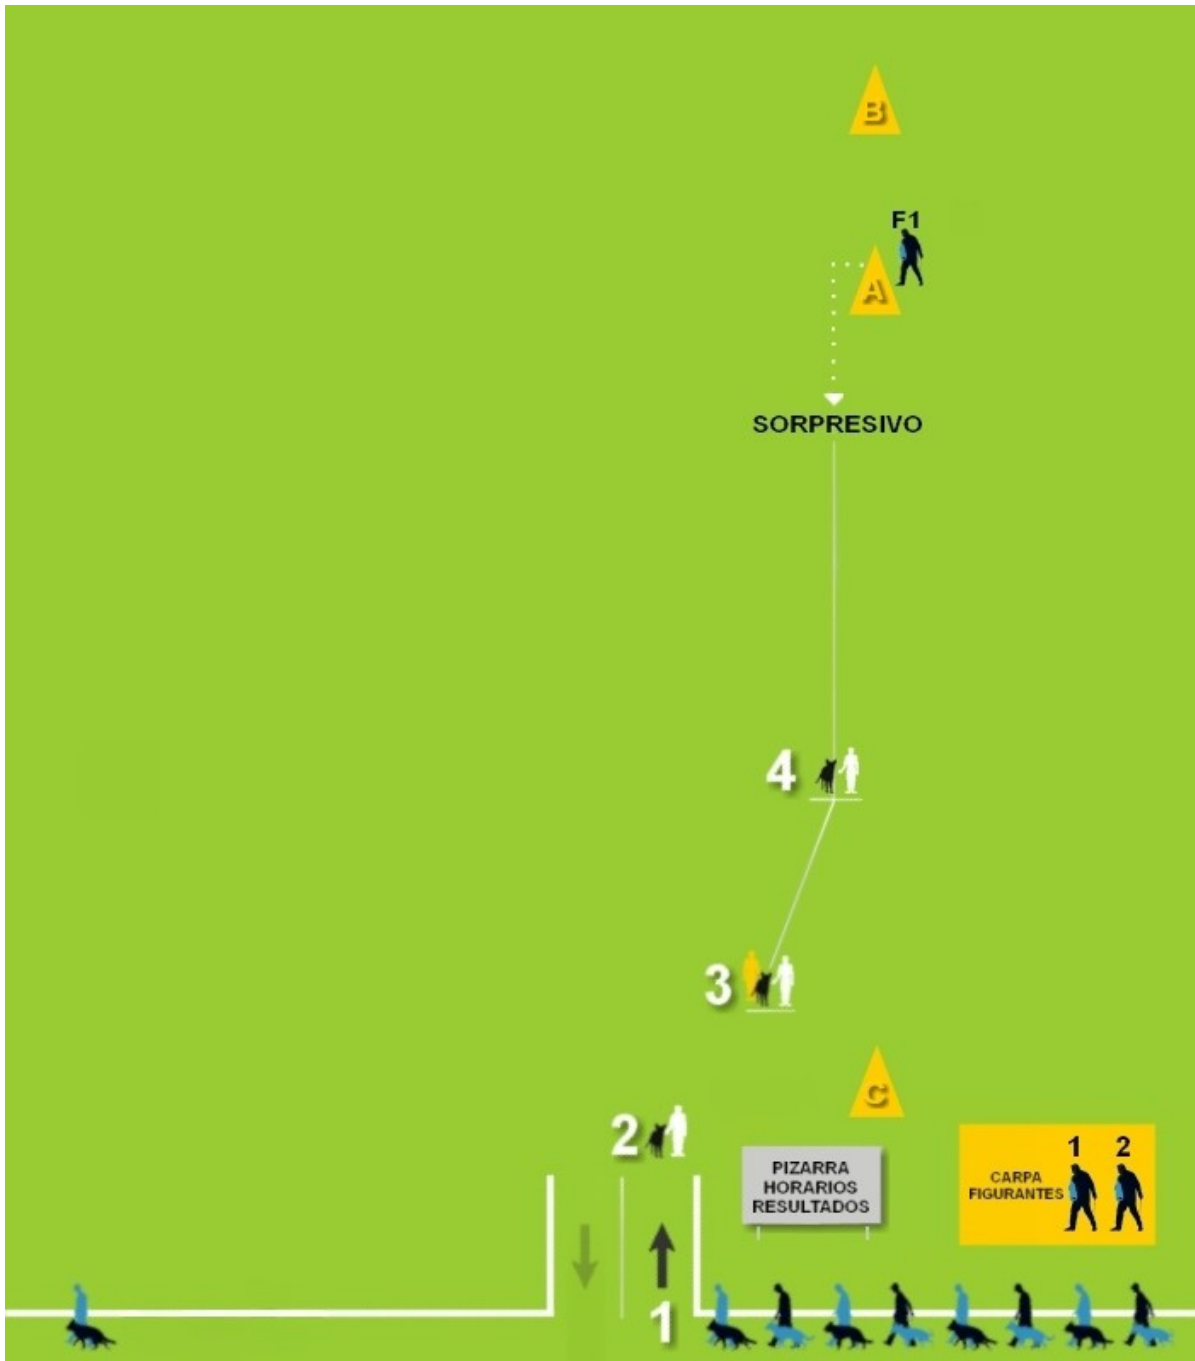 B
F1
A
SORPRESIVO
4
3
C
2
1 2
PIZARRA
HORARIOS
RESULTADOS
CARPA
FIGURANTES
1